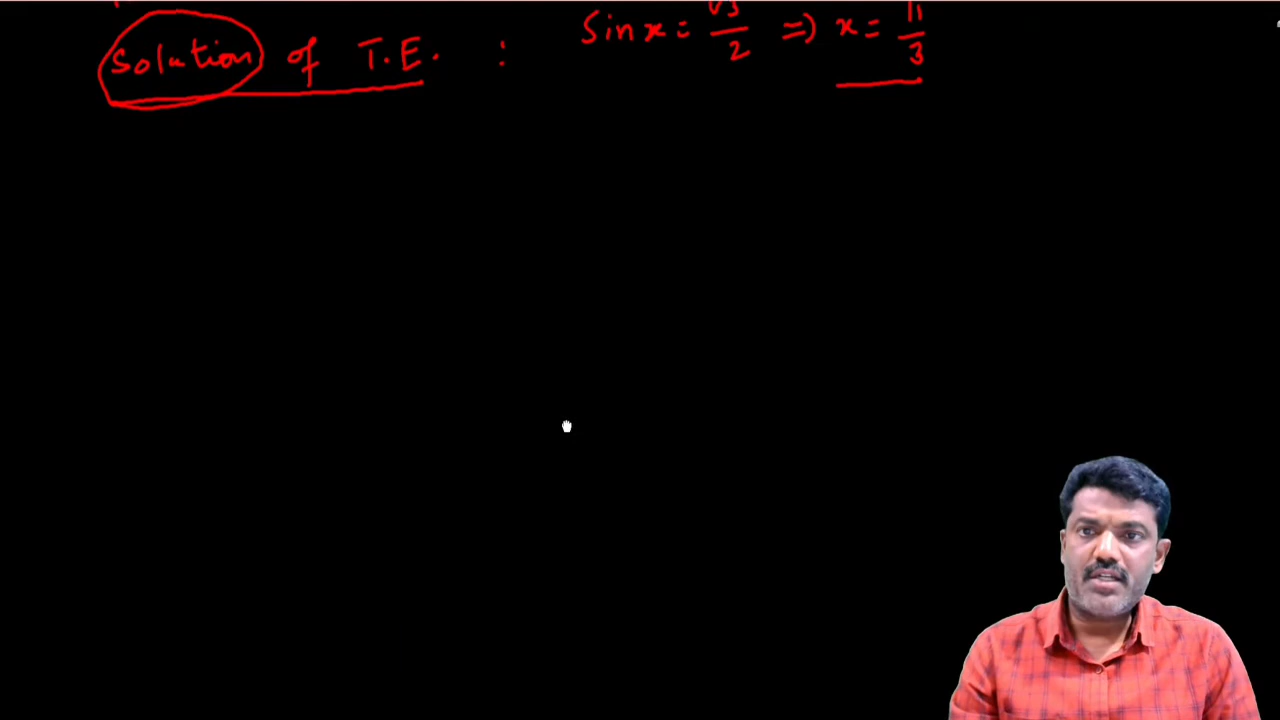 Solution of T.E. : Sin x = √3/2 ⇒ x = π/3